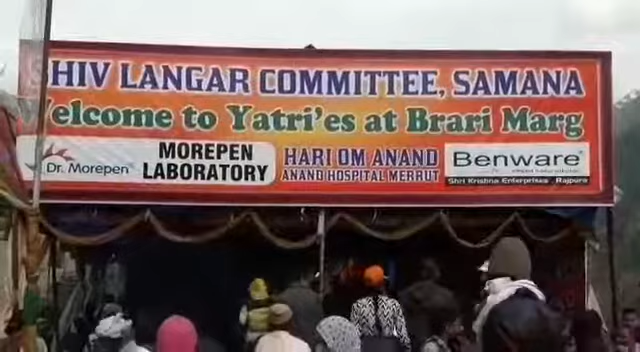 SHIV LANGAR COMMITTEE, SAMANA
Welcome to Yatri'es at Brari Marg
Dr. Morepen
MOREPEN
LABORATORY
HARI OM ANAND
ANAND HOSPITAL MERRUT
Benware
Shri Krishna Enterprises Rajpura